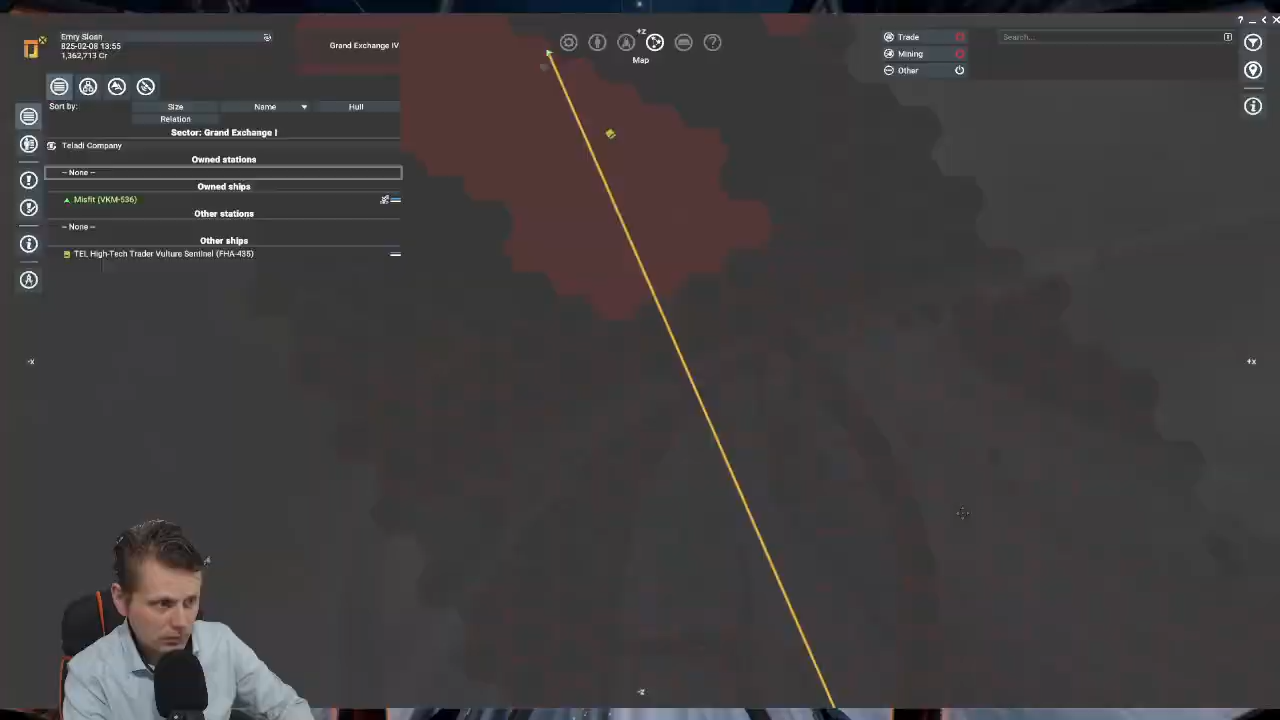 Emry Sloan
825-02-08 13:55
1,362,713 Cr
Grand Exchange IV
+z
Map
Trade
Mining
Other
Search...
Sort by:
Size
Name
Hull
Relation
Sector: Grand Exchange I
Teladi Company
Owned stations
-- None --
Owned ships
Misfit (VKM-536)
Other stations
-- None --
Other ships
TEL High-Tech Trader Vulture Sentinel (FHA-435)
-x
+x
-z